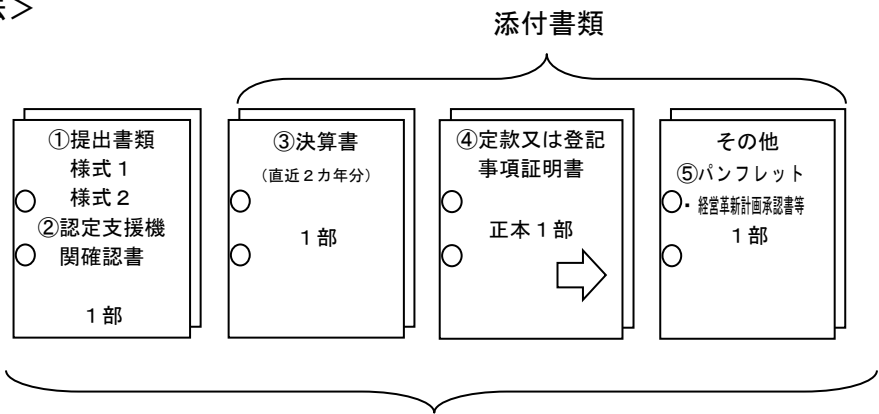 添付書類
①提出書類
様式１
様式２
②認定支援機
関確認書
１部
③決算書
（直近２カ年分）
１部
④定款又は登記
事項証明書
正本１部
その他
⑤パンフレット
・経営革新計画承認書等
１部